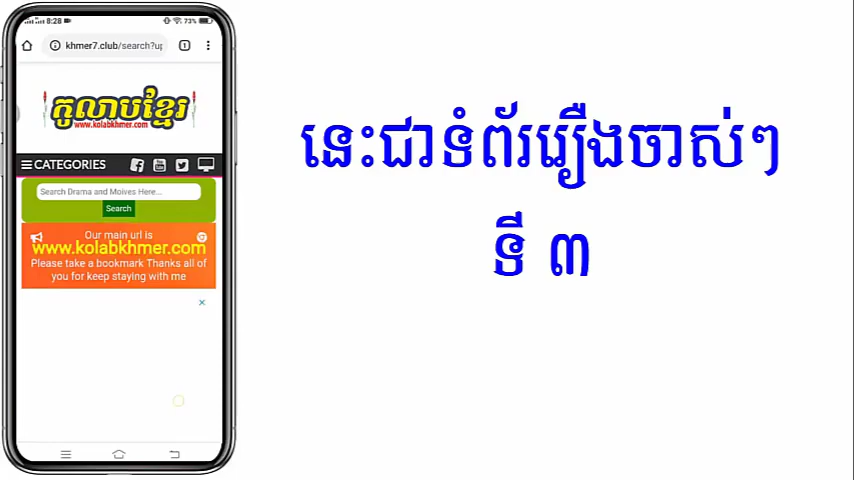 8:28
73%
khmer7.club/search?up
1
កូលាបខ្មែរ
www.kolabkhmer.com
CATEGORIES
Search Drama and Moives Here...
Search
Our main url is
www.kolabkhmer.com
Please take a bookmark Thanks all of
you for keep staying with me
នេះជាទំព័ររឿងចាស់ៗ
ទី ៣